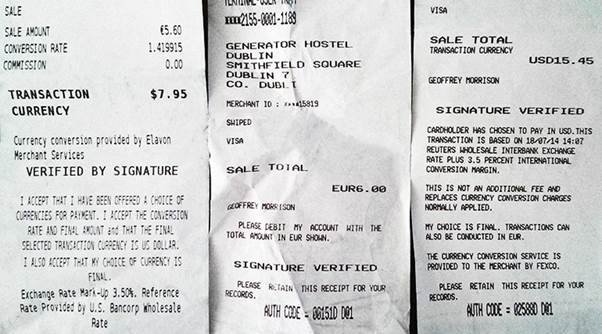 SALE
SALE AMOUNT €5.60
CONVERSION RATE 1.419915
COMMISSION 0.00
TRANSACTION $7.95
CURRENCY
Currency conversion provided by Elavon
Merchant Services
VERIFIED BY SIGNATURE
I ACCEPT THAT I HAVE BEEN OFFERED A CHOICE OF
CURRENCIES FOR PAYMENT. I ACCEPT THE CONVERSION
RATE AND FINAL AMOUNT and THAT THE FINAL
SELECTED TRANSACTION CURRENCY IS US DOLLAR.
I ALSO ACCEPT THAT MY CHOICE OF CURRENCY IS
FINAL.
Exchange Rate Mark-Up 3.50%. Reference
Rate Provided by U.S. Bancorp Wholesale
Rate
****2155-0001-1189
GENERATOR HOSTEL
DUBLIN
SMITHFIELD SQUARE
DUBLIN 7
CO. DUBLI
MERCHANT ID : ****15819
SWIPED
VISA
SALE TOTAL
EUR6.00
GEOFFREY MORRISON
PLEASE DEBIT MY ACCOUNT WITH THE
TOTAL AMOUNT IN EUR SHOWN.
SIGNATURE VERIFIED
PLEASE RETAIN THIS RECEIPT FOR YOUR
RECORDS.
AUTH CODE = 00151D D01
VISA
SALE TOTAL
TRANSACTION CURRENCY
USD15.45
GEOFFREY MORRISON
SIGNATURE VERIFIED
CARDHOLDER HAS CHOSEN TO PAY IN USD.THIS
TRANSACTION IS BASED ON 18/07/14 14:07
REUTERS WHOLESALE INTERBANK EXCHANGE
RATE PLUS 3.5 PERCENT INTERNATIONAL
CONVERSION MARGIN.
THIS IS NOT AN ADDITIONAL FEE AND
REPLACES CURRENCY CONVERSION CHARGES
NORMALLY APPLIED.
MY CHOICE IS FINAL. TRANSACTIONS CAN
ALSO BE CONDUCTED IN EUR.
THE CURRENCY CONVERSION SERVICE IS
PROVIDED TO THE MERCHANT BY FEXCO.
PLEASE RETAIN THIS RECEIPT FOR YOUR
RECORDS.
AUTH CODE = 02588D D01